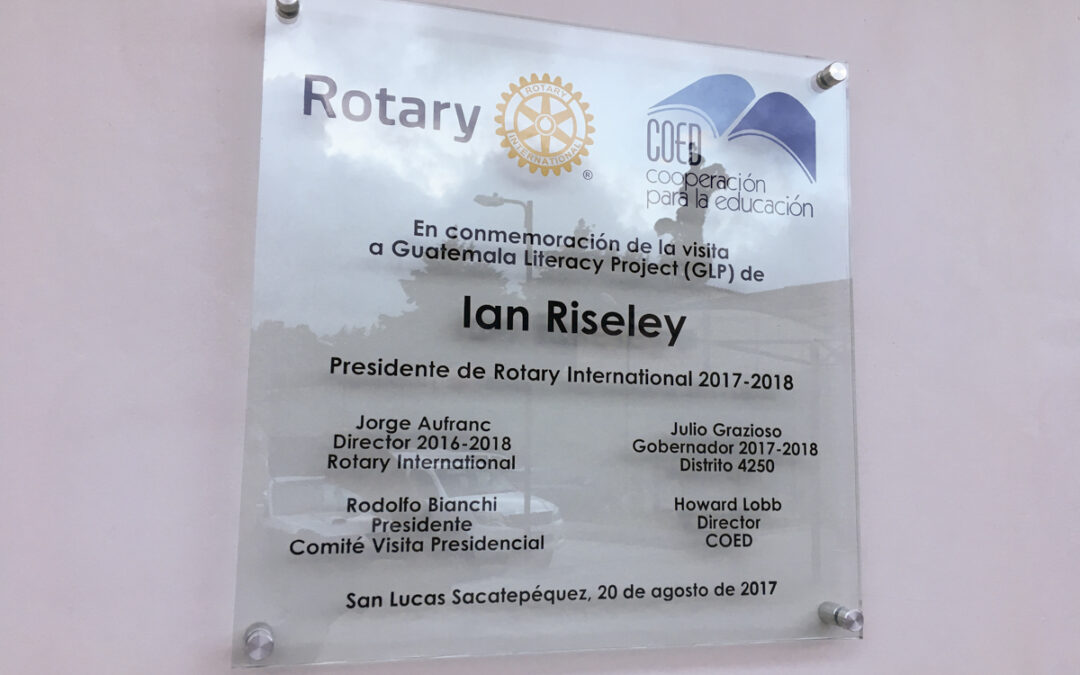 Rotary
ROTARY
INTERNATIONAL
®
COED
cooperación
para la educación
En conmemoración de la visita
a Guatemala Literacy Project (GLP) de
Ian Riseley
Presidente de Rotary International 2017-2018
Jorge Aufranc
Director 2016-2018
Rotary International
Julio Grazioso
Gobernador 2017-2018
Distrito 4250
Rodolfo Bianchi
Presidente
Comité Visita Presidencial
Howard Lobb
Director
COED
San Lucas Sacatepéquez, 20 de agosto de 2017